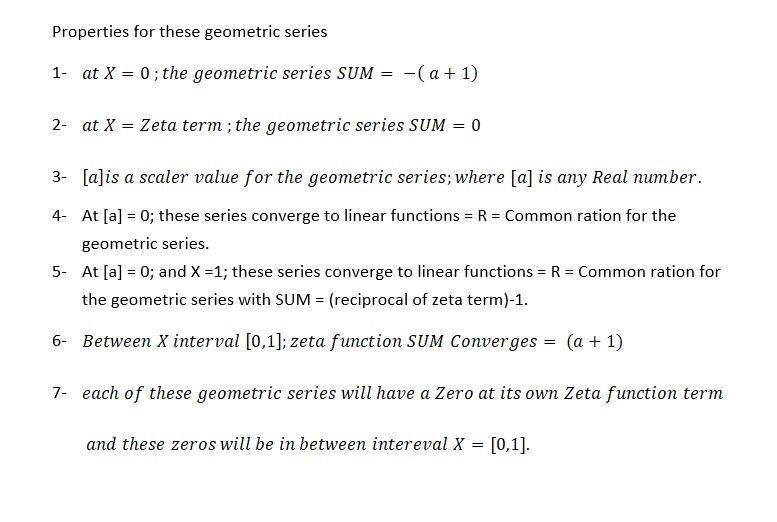 Properties for these geometric series
1- at X = 0 ; the geometric series SUM = −( a + 1)
2- at X = Zeta term ; the geometric series SUM = 0
3- [a]is a scaler value for the geometric series; where [a] is any Real number.
4- At [a] = 0; these series converge to linear functions = R = Common ration for the
geometric series.
5- At [a] = 0; and X =1; these series converge to linear functions = R = Common ration for
the geometric series with SUM = (reciprocal of zeta term)-1.
6- Between X interval [0,1]; zeta function SUM Converges = (a + 1)
7- each of these geometric series will have a Zero at its own Zeta function term
and these zeros will be in between intereval X = [0,1].